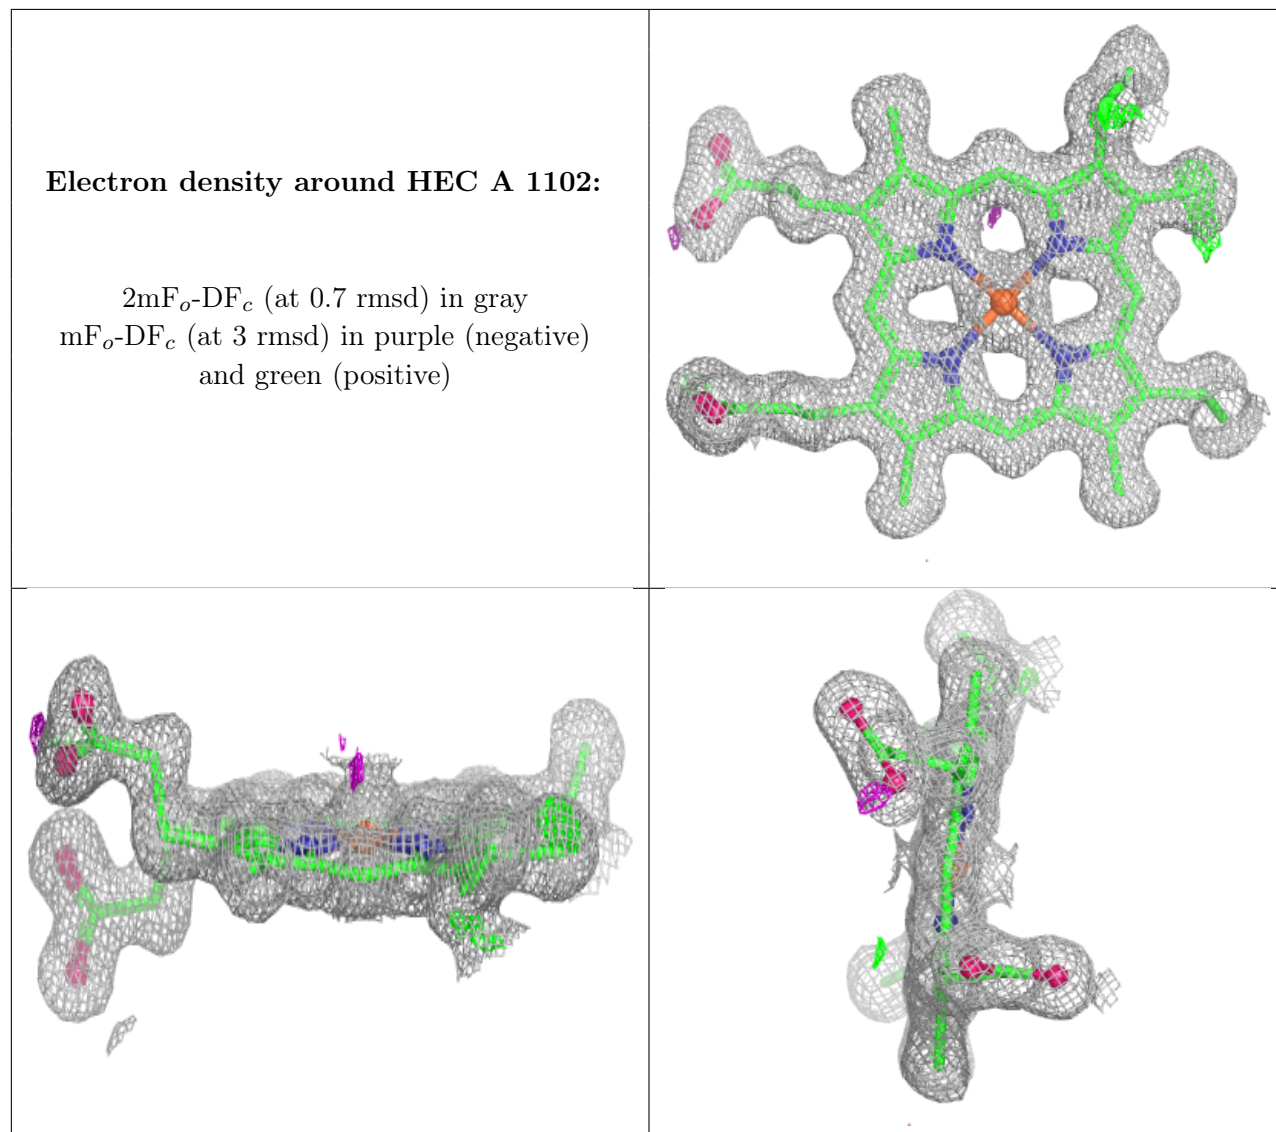 Electron density around HEC A 1102:
2mFo-DFc (at 0.7 rmsd) in gray
mFo-DFc (at 3 rmsd) in purple (negative)
and green (positive)